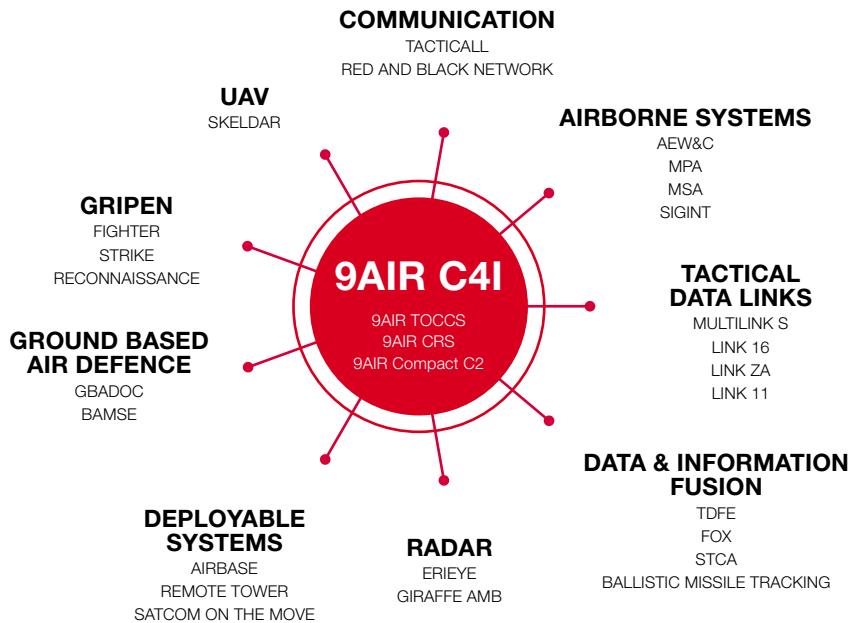 COMMUNICATION
TACTICALL
RED AND BLACK NETWORK
UAV
SKELDAR
AIRBORNE SYSTEMS
AEW&C
MPA
MSA
SIGINT
GRIPEN
FIGHTER
STRIKE
RECONNAISSANCE
9AIR C4I
9AIR TOCCS
9AIR CRS
9AIR Compact C2
TACTICAL
DATA LINKS
MULTILINK S
LINK 16
LINK ZA
LINK 11
GROUND BASED
AIR DEFENCE
GBADOC
BAMSE
DATA & INFORMATION
FUSION
TDFE
FOX
STCA
BALLISTIC MISSILE TRACKING
DEPLOYABLE
SYSTEMS
AIRBASE
REMOTE TOWER
SATCOM ON THE MOVE
RADAR
ERIEYE
GIRAFFE AMB